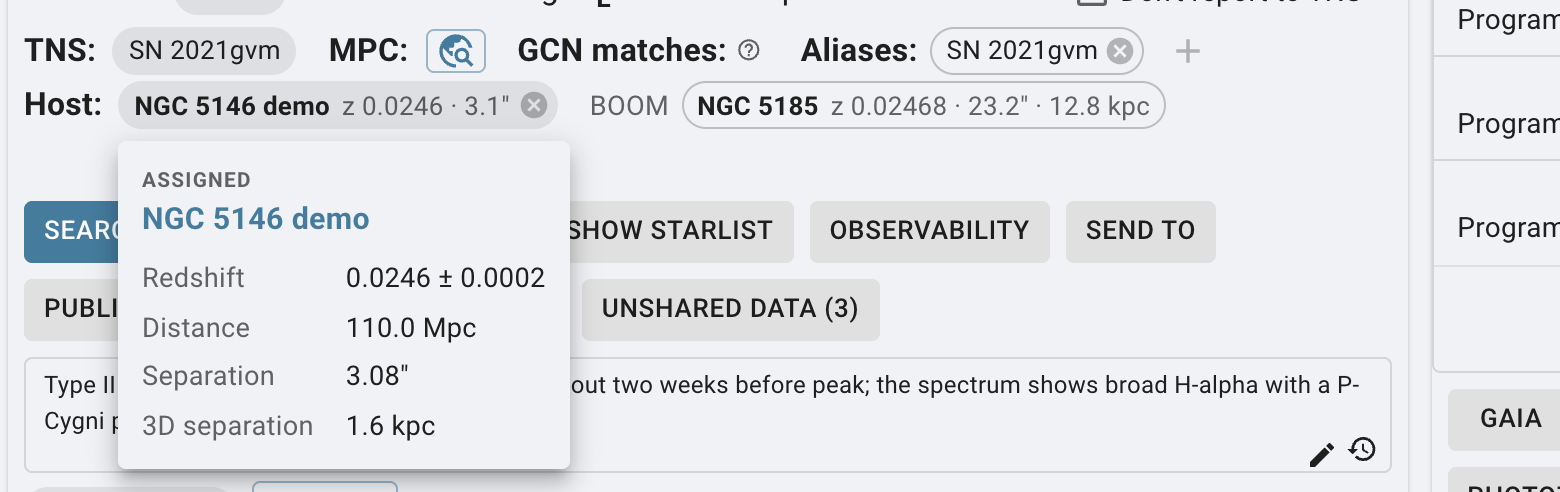 TNS: SN 2021gvm MPC: GCN matches: Aliases: SN 2021gvm
Host: NGC 5146 demo z 0.0246 · 3.1" BOOM NGC 5185 z 0.02468 · 23.2" · 12.8 kpc
ASSIGNED
NGC 5146 demo
Redshift 0.0246 ± 0.0002
Distance 110.0 Mpc
Separation 3.08"
3D separation 1.6 kpc
SHOW STARLIST OBSERVABILITY SEND TO
UNSHARED DATA (3)
Type II
out two weeks before peak; the spectrum shows broad H-alpha with a P-
Cygni
Program
Program
Program
GAIA